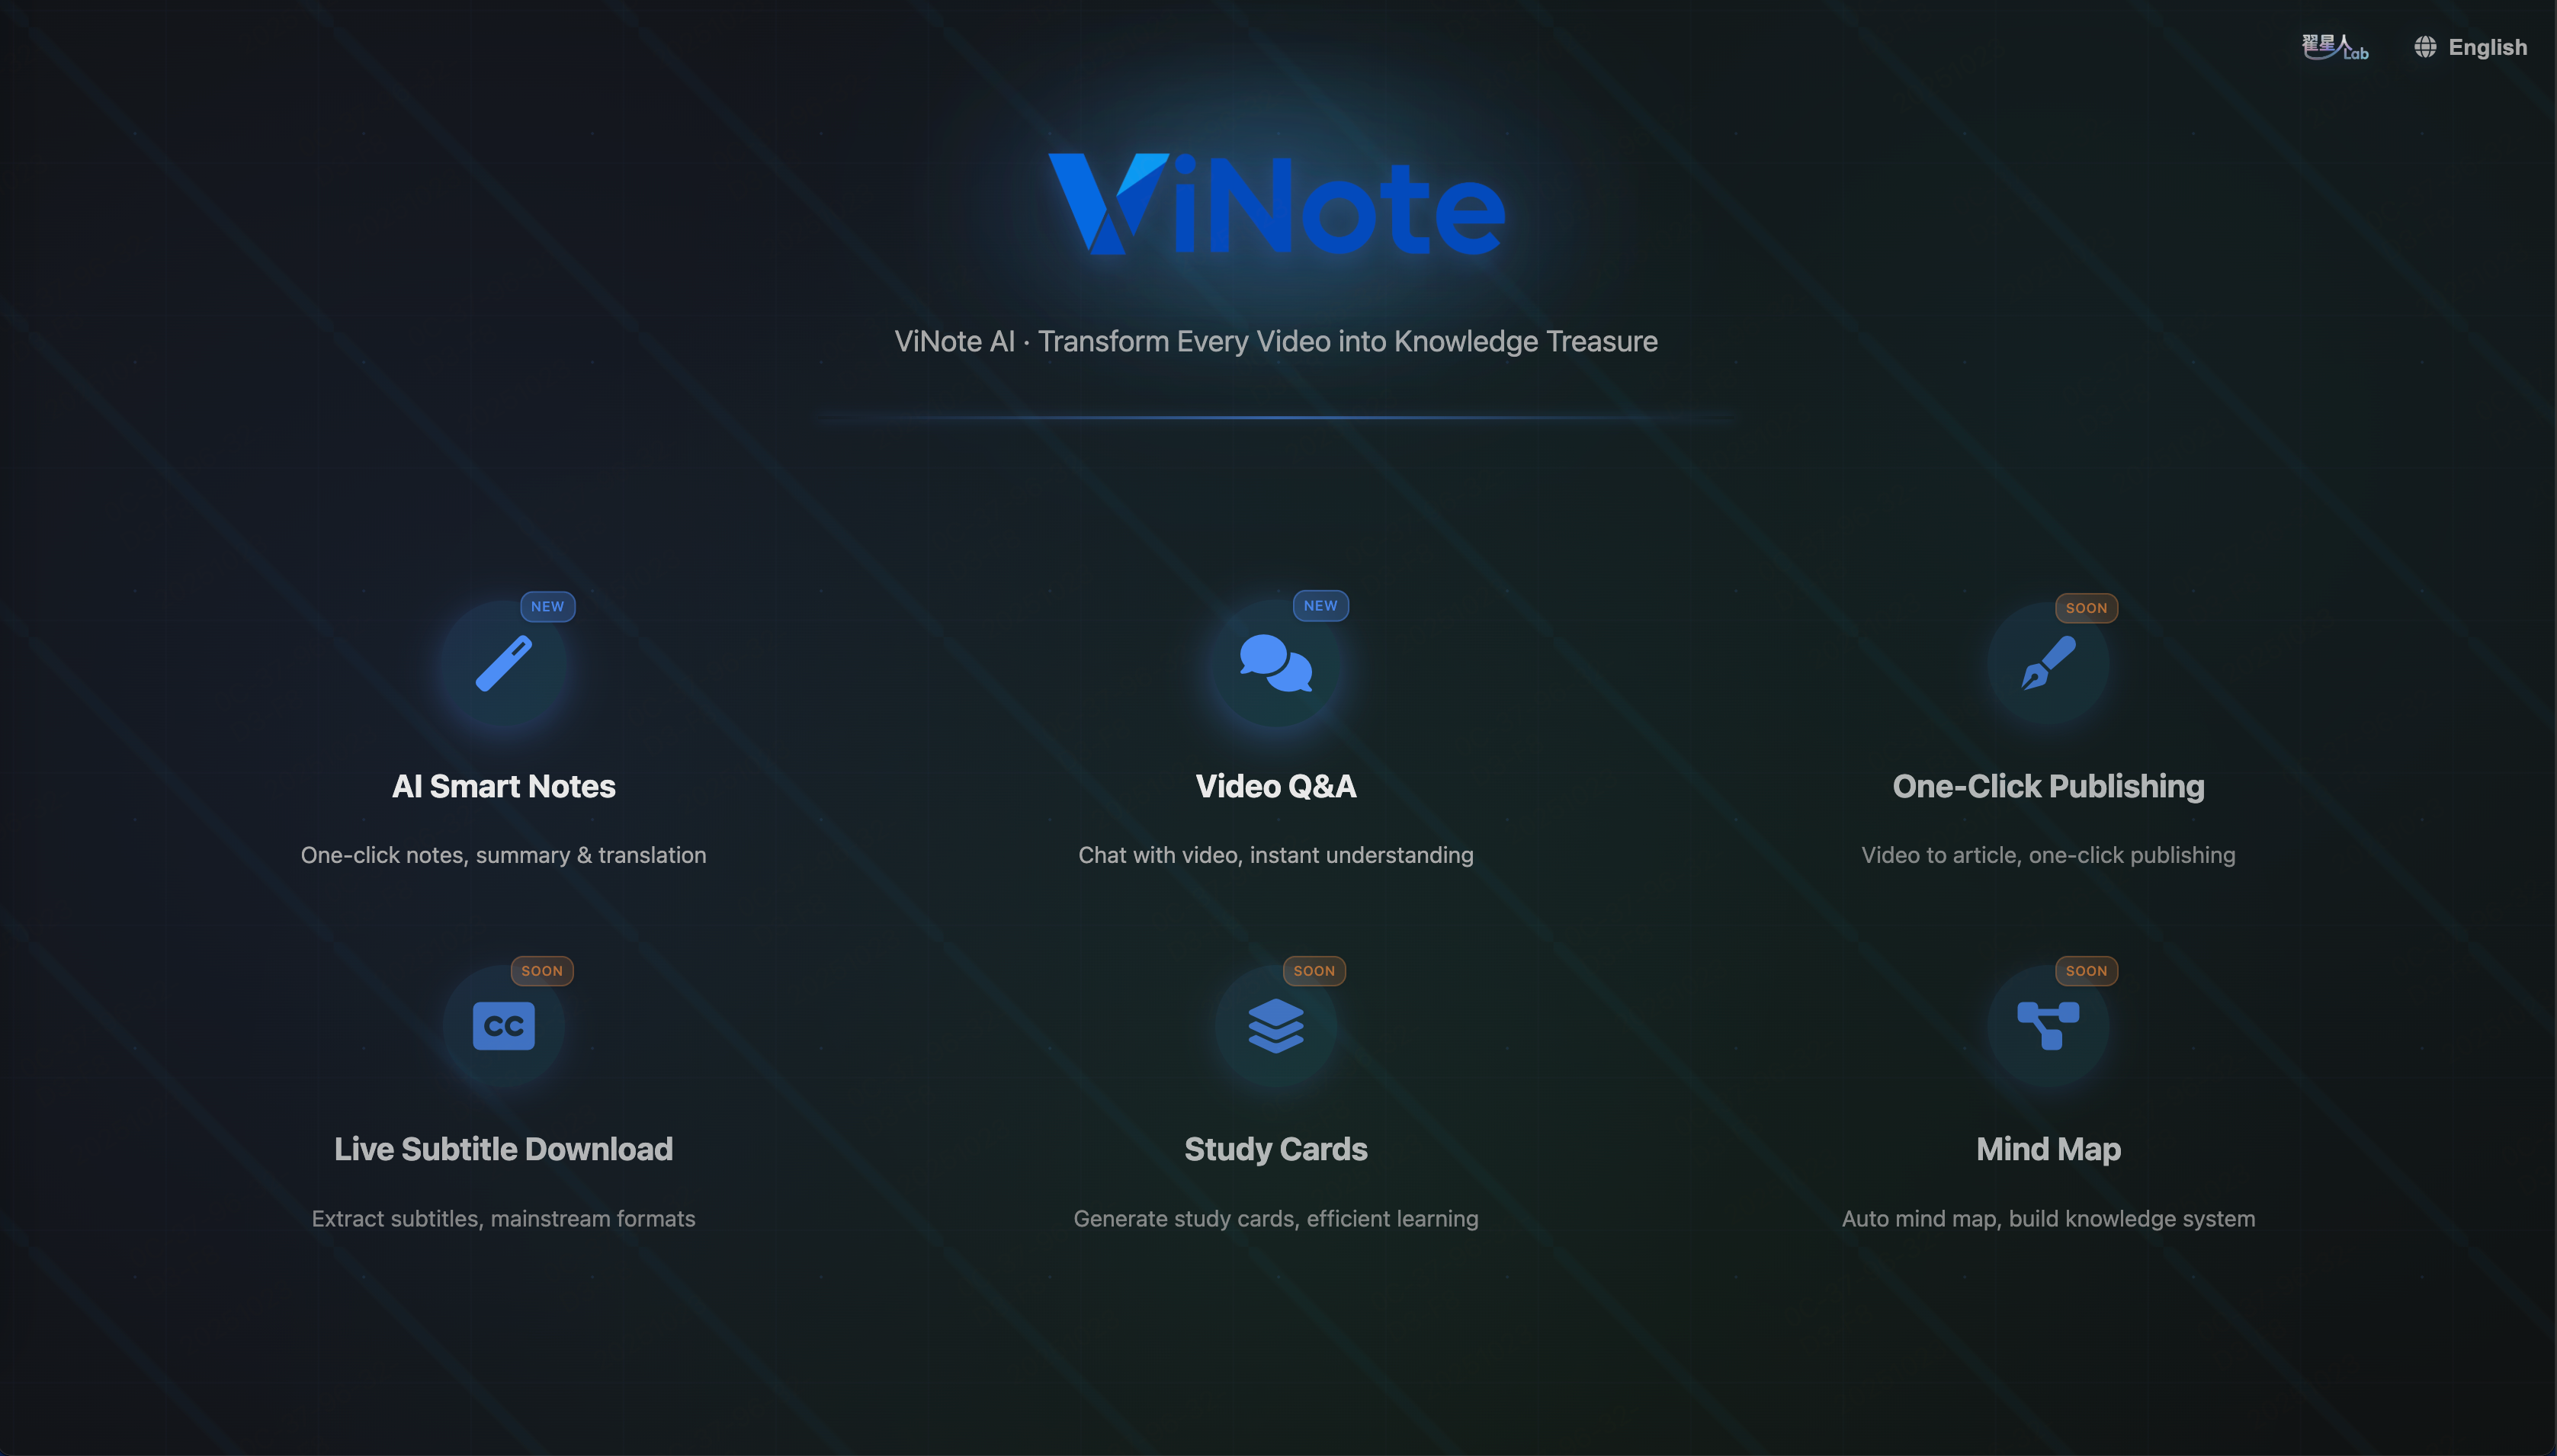 翟星人Lab
English
ViNote
ViNote AI · Transform Every Video into Knowledge Treasure
NEW
NEW
SOON
AI Smart Notes
Video Q&A
One-Click Publishing
One-click notes, summary & translation
Chat with video, instant understanding
Video to article, one-click publishing
SOON
SOON
SOON
CC
Live Subtitle Download
Study Cards
Mind Map
Extract subtitles, mainstream formats
Generate study cards, efficient learning
Auto mind map, build knowledge system